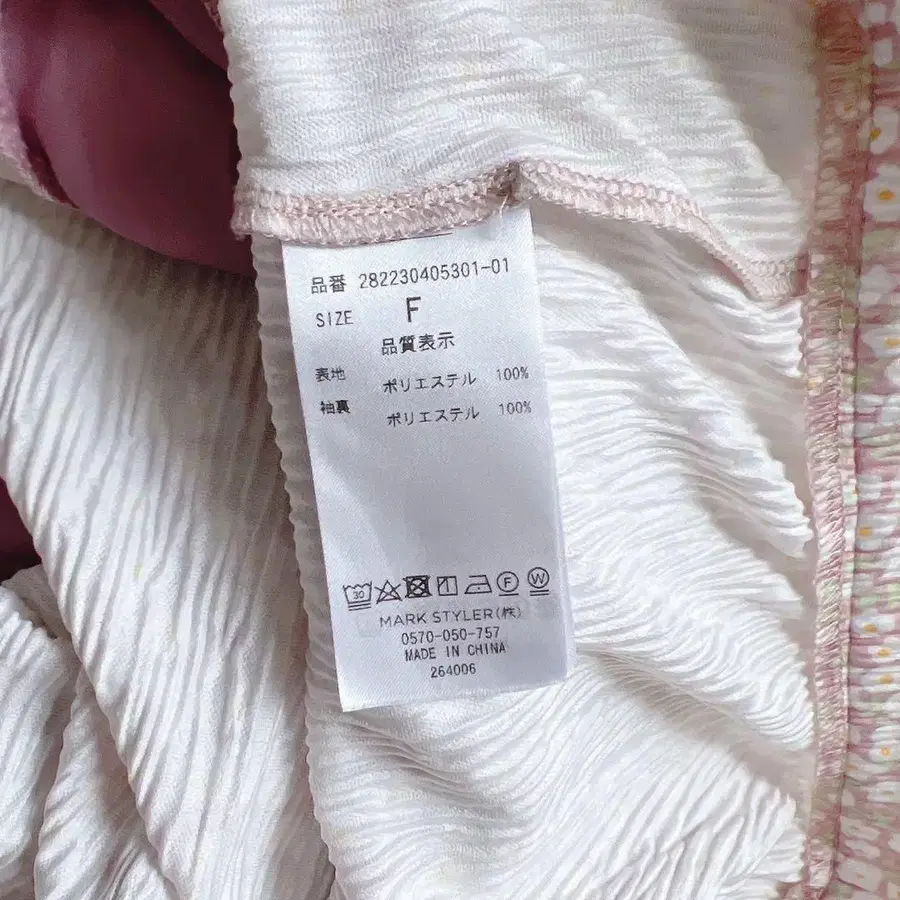 品番 282230405301-01
SIZE F
品質表示
表地 ポリエステル 100%
袖裏 ポリエステル 100%
30 F W
MARK STYLER(株)
0570-050-757
MADE IN CHINA
264006